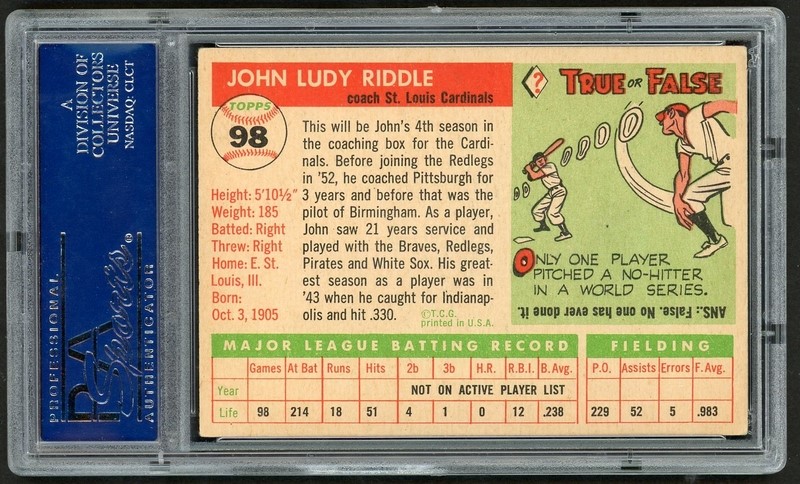 A
DIVISION OF
COLLECTORS
UNIVERSE
NASDAQ: CLCT
PROFESSIONAL
PSA
Sports
AUTHENTICATOR
JOHN LUDY RIDDLE
coach St. Louis Cardinals
TOPPS
98
Height: 5'10½"
Weight: 185
Batted: Right
Threw: Right
Home: E. St.
Louis, Ill.
Born:
Oct. 3, 1905
This will be John's 4th season in
the coaching box for the Cardi-
nals. Before joining the Redlegs
in '52, he coached Pittsburgh for
3 years and before that was the
pilot of Birmingham. As a player,
John saw 21 years service and
played with the Braves, Redlegs,
Pirates and White Sox. His great-
est season as a player was in
'43 when he caught for Indianap-
olis and hit .330.
©T.C.G.
printed in U.S.A.
?
TRUE OR FALSE
ONLY ONE PLAYER
PITCHED A NO-HITTER
IN A WORLD SERIES.
ANS.: False. No one has ever done it.
MAJOR LEAGUE BATTING RECORD
FIELDING
Games At Bat Runs Hits 2b 3b H.R. R.B.I. B. Avg. P.O. Assists Errors F. Avg.
Year NOT ON ACTIVE PLAYER LIST
Life 98 214 18 51 4 1 0 12 .238 229 52 5 .983